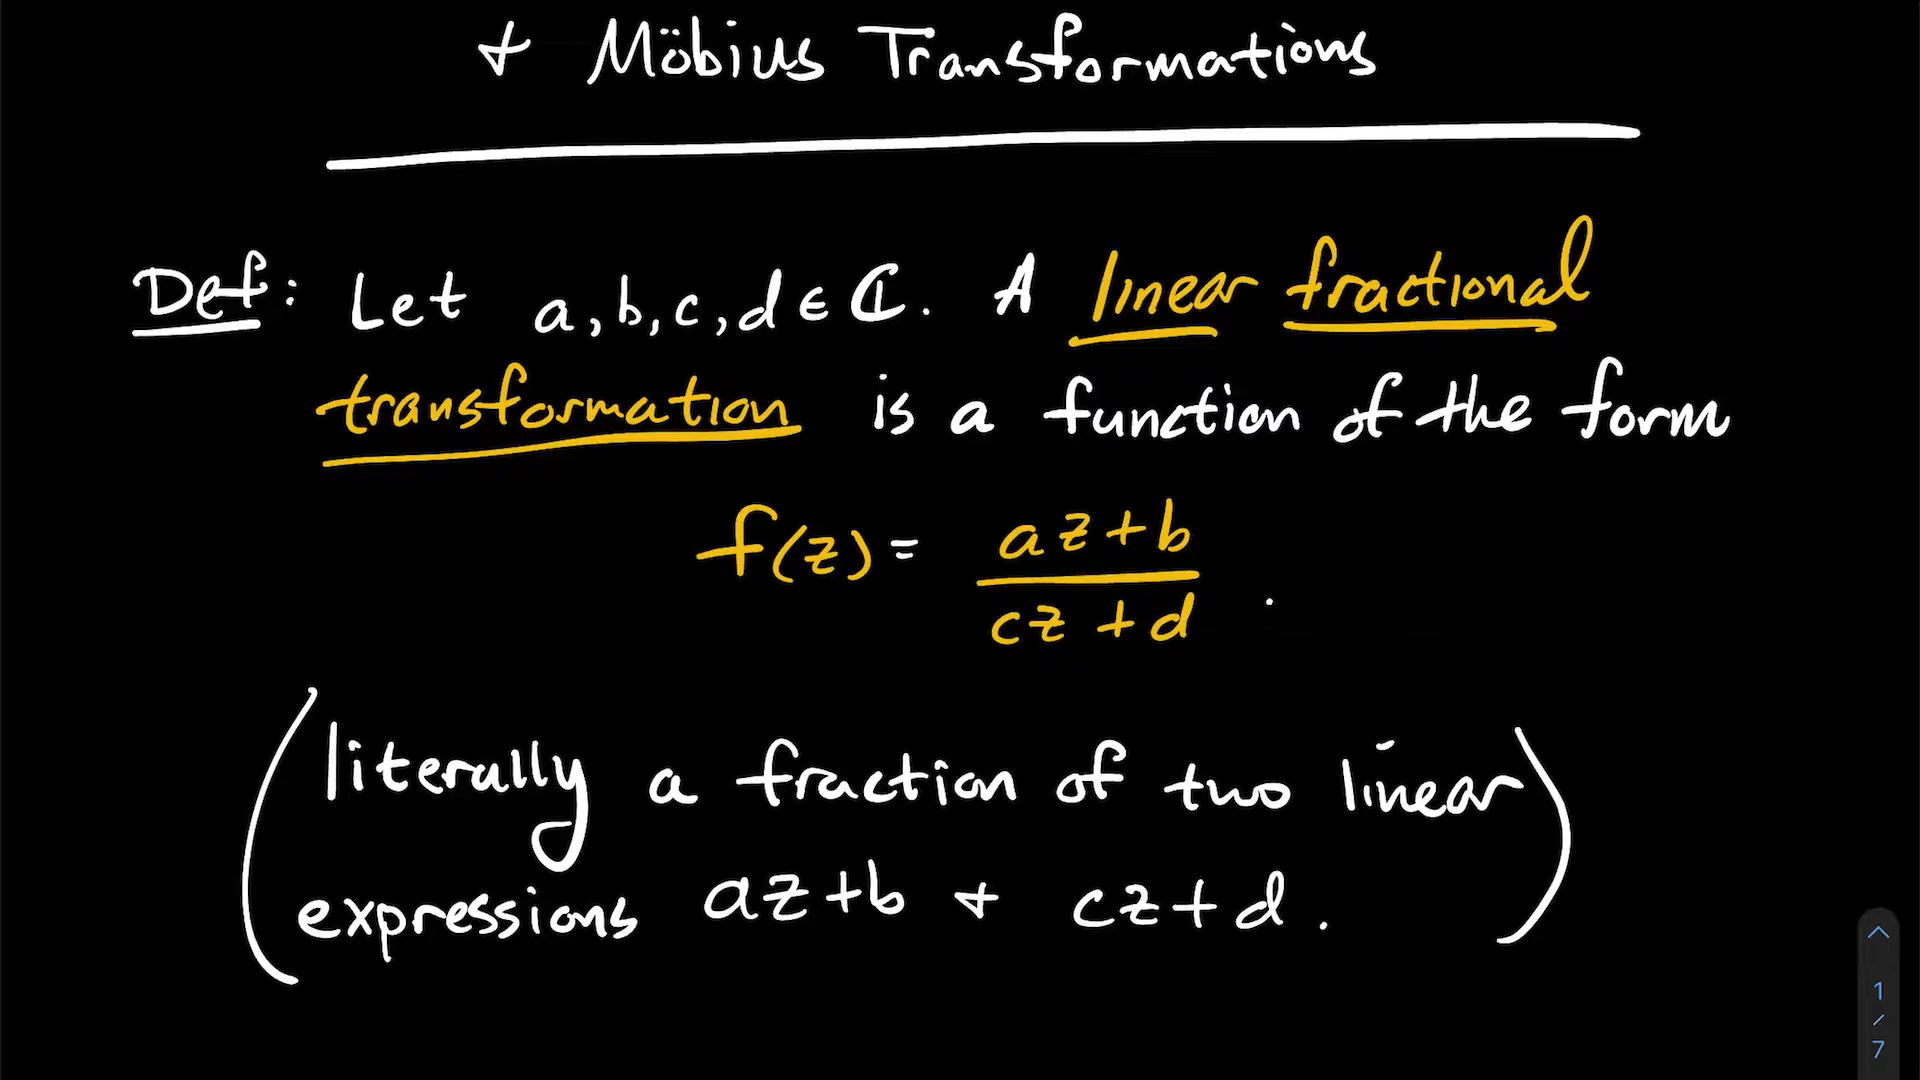 + Möbius Transformations
Def: Let a,b,c,d ∈ ℂ. A linear fractional
transformation is a function of the form
f(z) = az+b
cz+d .
(literally a fraction of two linear
expressions az+b + cz+d.)
1
/
7